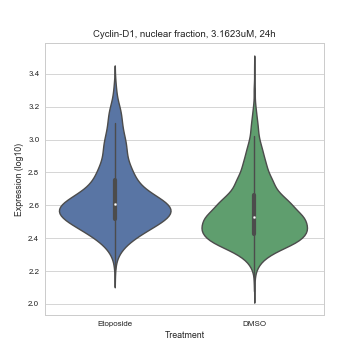 Cyclin-D1, nuclear fraction, 3.1623uM, 24h
Expression (log10)
3.4
3.2
3.0
2.8
2.6
2.4
2.2
2.0
Etoposide DMSO
Treatment